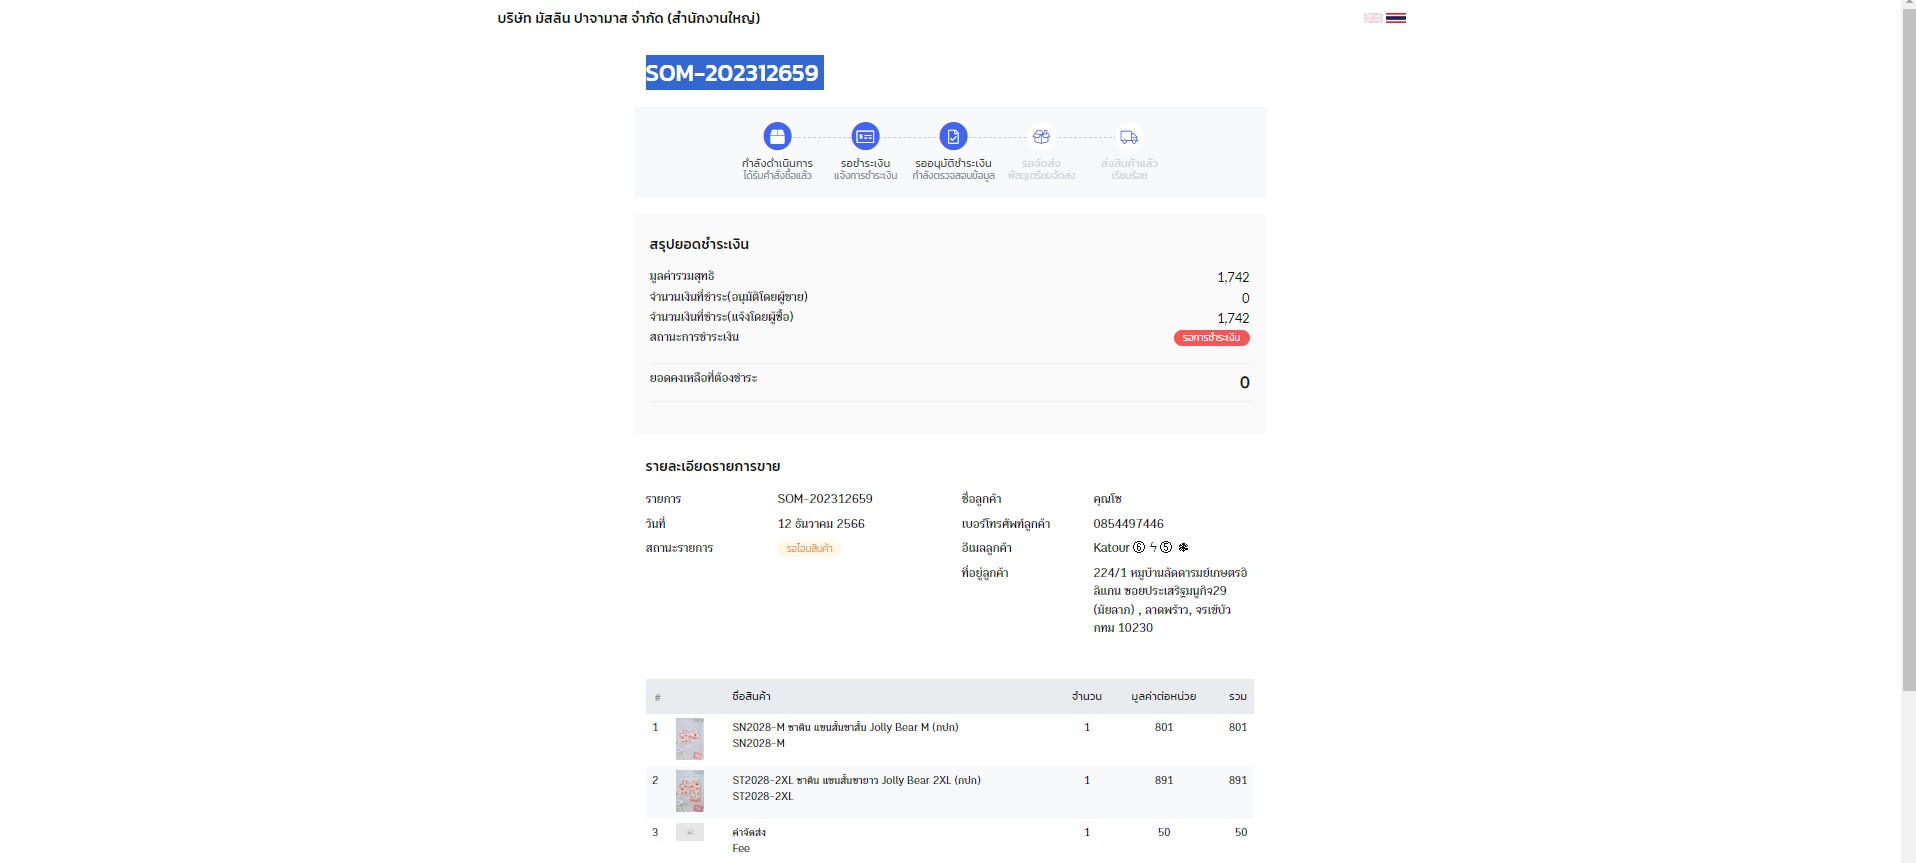 บริษัท มัสลิน ปาจามาส จำกัด (สำนักงานใหญ่)
SOM-202312659
กำลังดำเนินการ รอชำระเงิน รออนุมัติชำระเงิน รอจัดส่ง ส่งสินค้าแล้ว
ได้รับคำสั่งซื้อแล้ว แจ้งการชำระเงิน กำลังตรวจสอบข้อมูล พัสดุเตรียมจัดส่ง เรียบร้อย
สรุปยอดชำระเงิน
มูลค่ารวมสุทธิ 1,742
จำนวนเงินที่ชำระ(อนุมัติโดยผู้ขาย) 0
จำนวนเงินที่ชำระ(แจ้งโดยผู้ซื้อ) 1,742
สถานะการชำระเงิน รอการชำระเงิน
ยอดคงเหลือที่ต้องชำระ 0
รายละเอียดรายการขาย
รายการ SOM-202312659 ชื่อลูกค้า คุณโซ
วันที่ 12 ธันวาคม 2566 เบอร์โทรศัพท์ลูกค้า 0854497446
สถานะรายการ รอโอนสินค้า อีเมลลูกค้า Katour ⑥ ϟ ⑤ ❃
ที่อยู่ลูกค้า 224/1 หมูบ้านลัดดารมย์เกษตรอิ
ลิแกน ซอยประเสริฐมนูกิจ29
(มัยลาภ) , ลาดพร้าว, จรเข้บัว
กทม 10230
# ชื่อสินค้า จำนวน มูลค่าต่อหน่วย รวม
1 SN2028-M ซาติน แขนสั้นขาสั้น Jolly Bear M (กปก) 1 801 801
SN2028-M
2 ST2028-2XL ซาติน แขนสั้นขายาว Jolly Bear 2XL (กปก) 1 891 891
ST2028-2XL
3 ค่าจัดส่ง 1 50 50
Fee